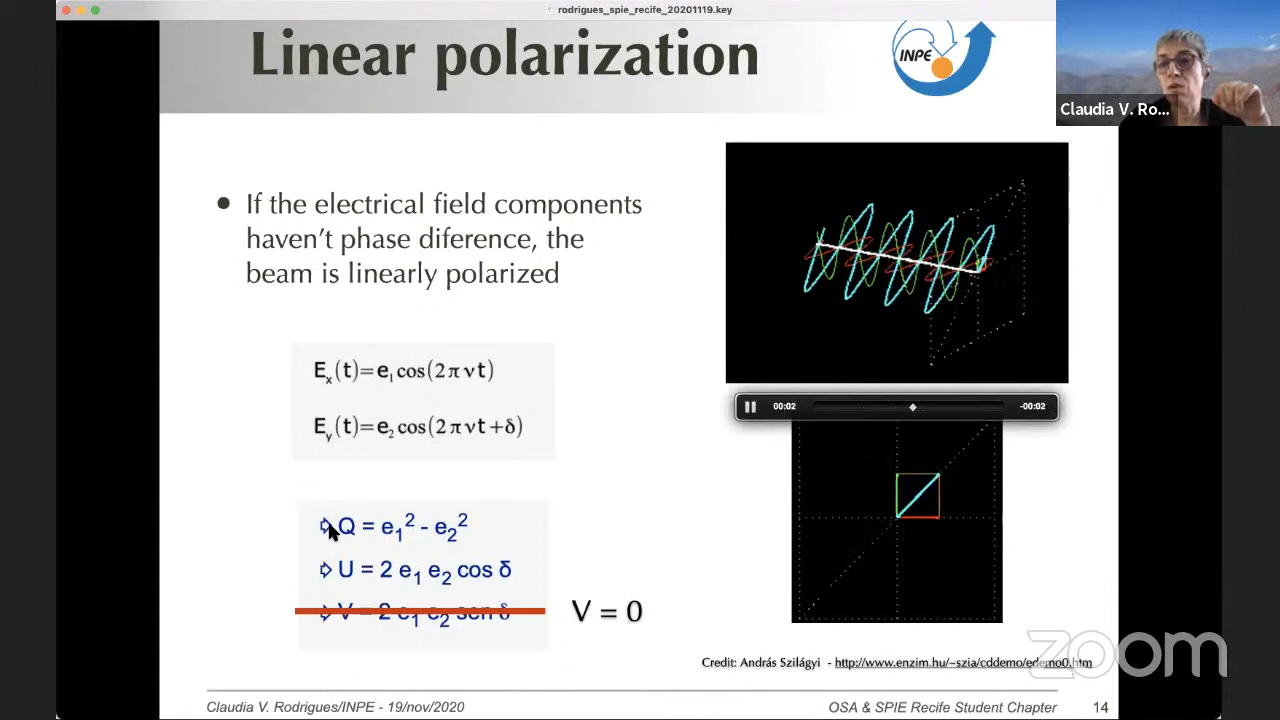 rodrigues_spie_recife_20201119.key
Linear polarization
INPE
Claudia V. Ro...
• If the electrical field components
haven't phase diference, the
beam is linearly polarized
Eₓ(t)=e₁cos(2πνt)
Eᵧ(t)=e₂cos(2πνt+δ)
00:02
-00:02
⇨ Q = e₁² - e₂²
⇨ U = 2 e₁ e₂ cos δ
⇨ V = 2 e₁ e₂ sen δ
V = 0
Credit: András Szilágyi - http://www.enzim.hu/~szia/cddemo/edemo0.htm
zoom
Claudia V. Rodrigues/INPE - 19/nov/2020
OSA & SPIE Recife Student Chapter
14